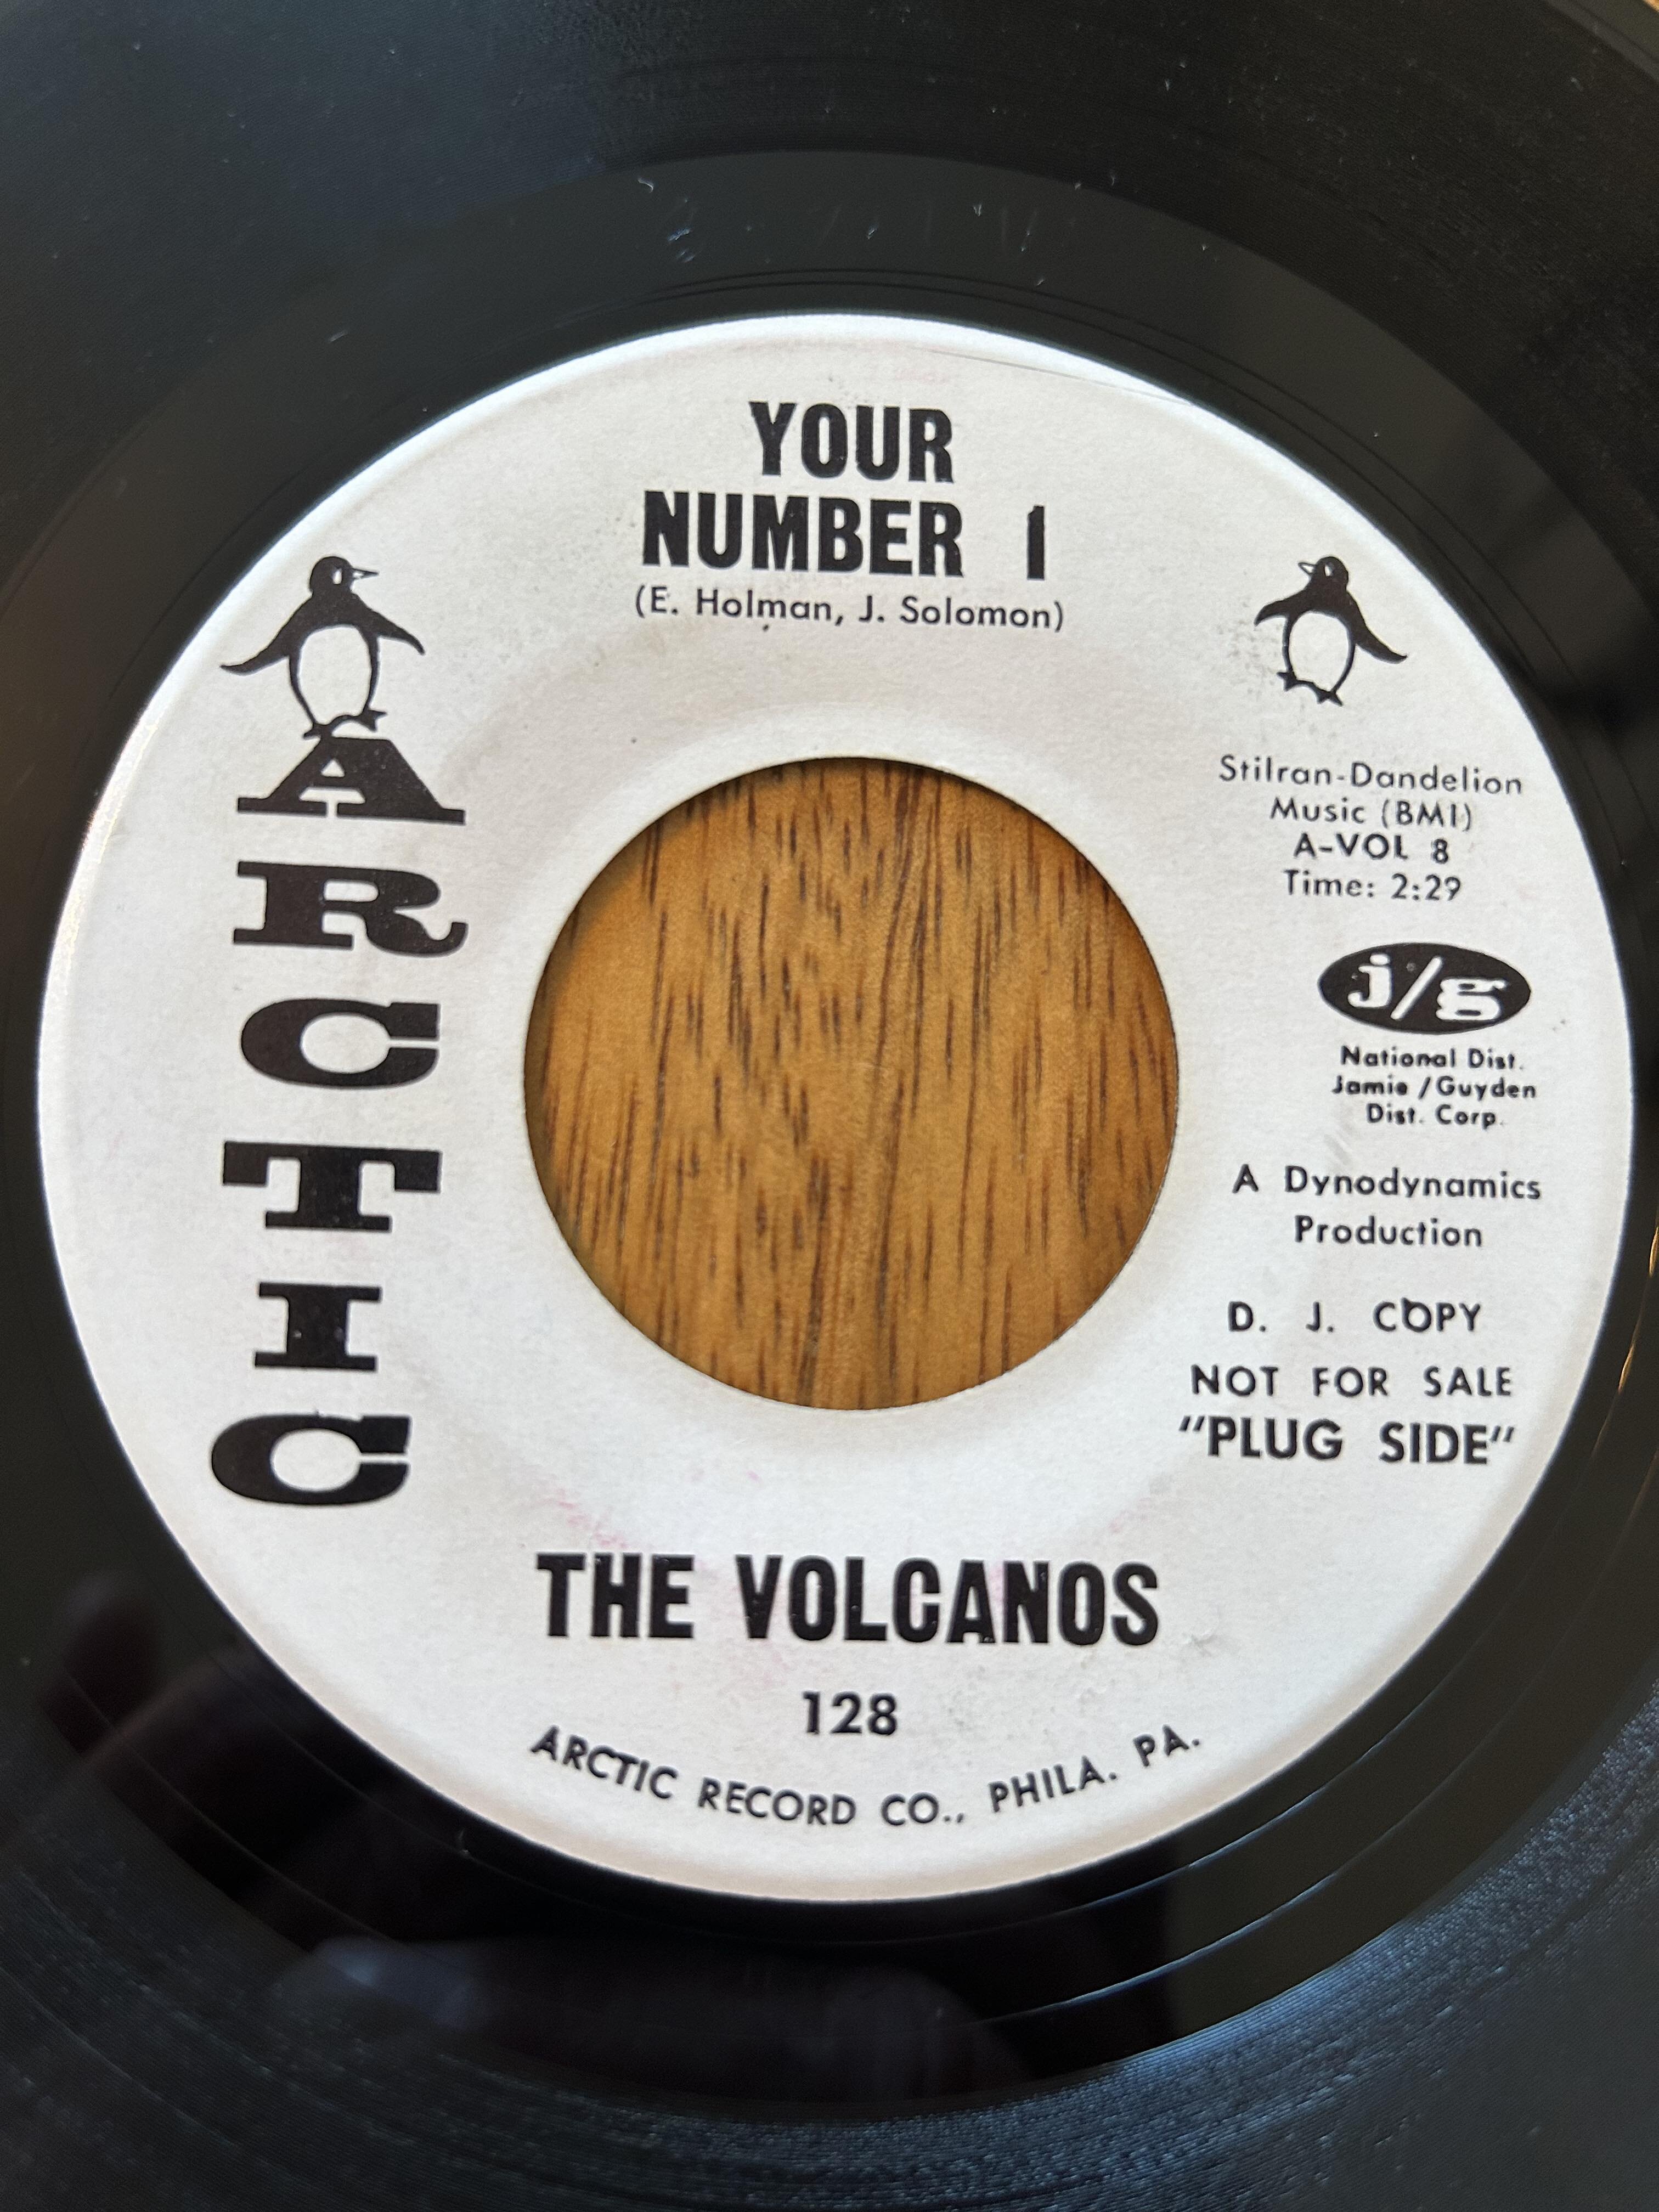 YOUR
NUMBER 1
(E. Holman, J. Solomon)
ARCTIC
Stilran-Dandelion
Music (BMI)
A-VOL 8
Time: 2:29
j/g
National Dist.
Jamie / Guyden
Dist. Corp.
A Dynodynamics
Production
D. J. COPY
NOT FOR SALE
"PLUG SIDE"
THE VOLCANOS
128
ARCTIC RECORD CO., PHILA. PA.